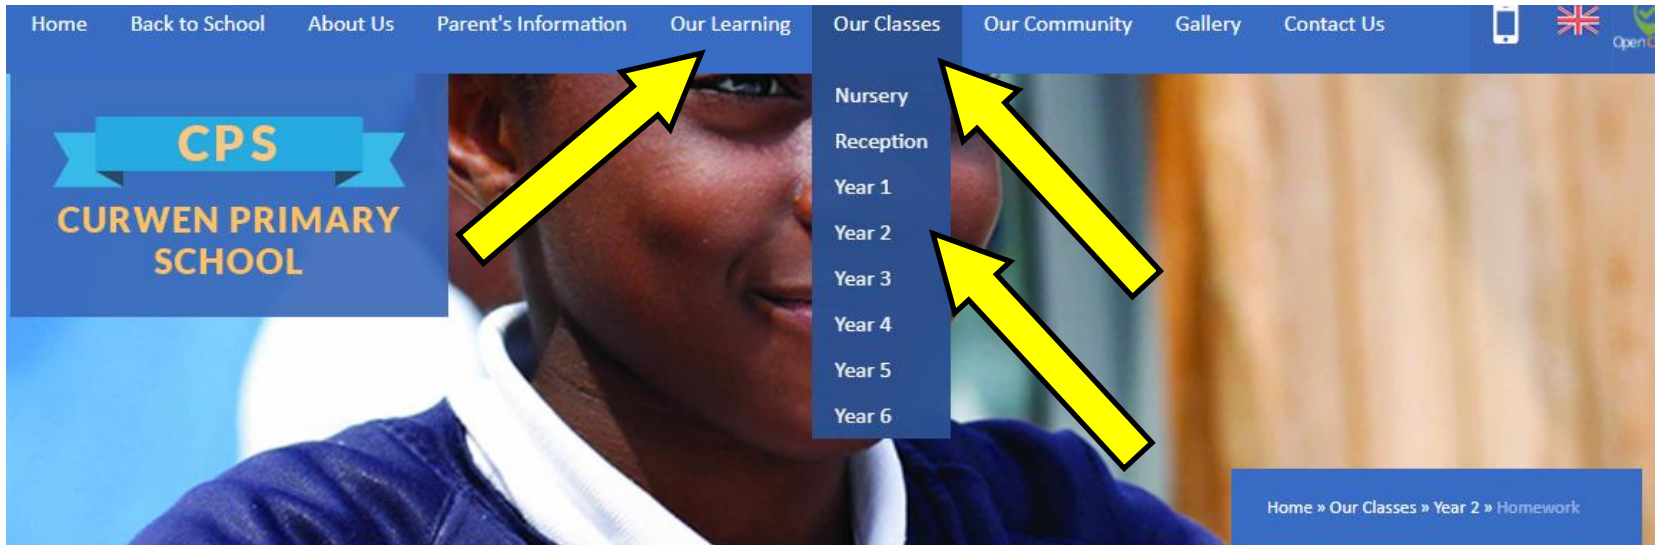 Home Back to School About Us Parent's Information Our Learning Our Classes Our Community Gallery Contact Us
Open
CPS
CURWEN PRIMARY
SCHOOL
Nursery
Reception
Year 1
Year 2
Year 3
Year 4
Year 5
Year 6
Home » Our Classes » Year 2 » Homework